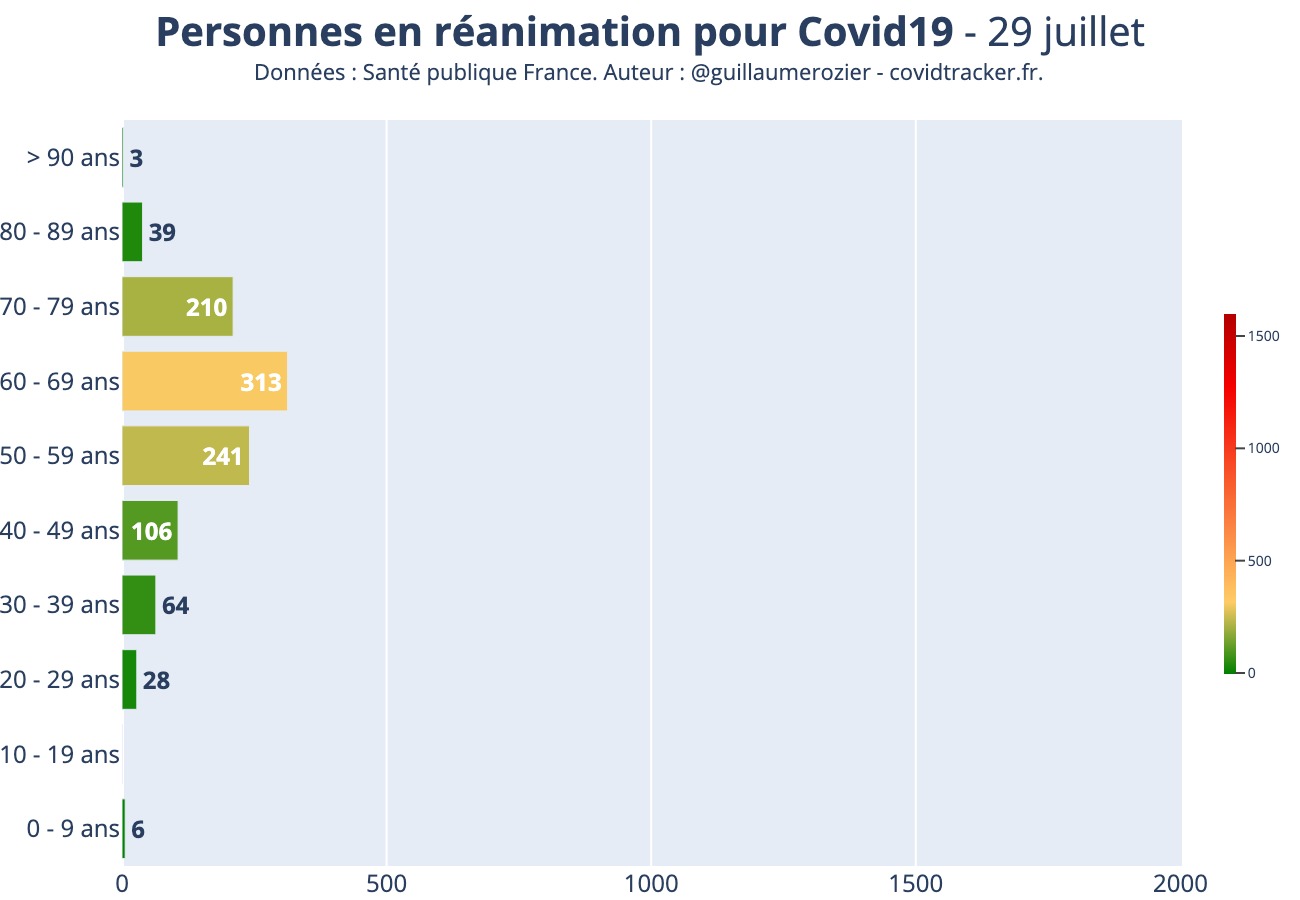 Personnes en réanimation pour Covid19 - 29 juillet
Données : Santé publique France. Auteur : @guillaumerozier - covidtracker.fr.
> 90 ans 3
80 - 89 ans 39
70 - 79 ans 210
60 - 69 ans 313
50 - 59 ans 241
40 - 49 ans 106
30 - 39 ans 64
20 - 29 ans 28
10 - 19 ans
0 - 9 ans 6
0 500 1000 1500 2000
1500
1000
500
0